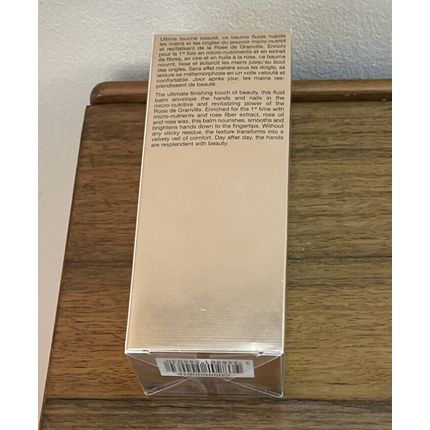 Ultime touche beauté, ce baume fluide habille
les mains et les ongles du pouvoir micro-nutritif
et revitalisant de la Rose de Granville. Enrichi
pour la 1re fois en micro-nutriments et en extrait
de fibres, en cire et en huile à la rose, ce baume
nourrit, lisse et éclaircit les mains jusqu'au bout
des ongles. Sans effet matière sous les doigts, sa
texture se métamorphose en un voile velouté et
confortable. Jour après jour, les mains res-
plendissent de beauté.
The ultimate finishing touch of beauty, this fluid
balm envelops the hands and nails in the
micro-nutritive and revitalizing power of the
Rose de Granville. Enriched for the 1st time with
micro-nutrients and rose fiber extract, rose oil
and rose wax, this balm nourishes, smooths and
brightens hands down to the fingertips. Without
any sticky residue, the texture transforms into a
velvety veil of comfort. Day after day, the hands
are resplendent with beauty.